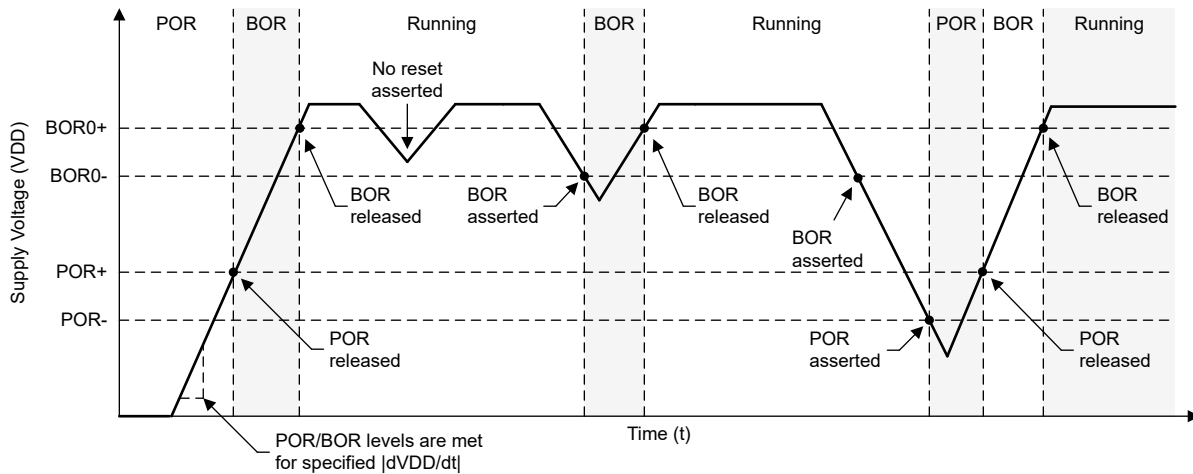 POR
BOR
Running
BOR
Running
POR
BOR
Running
No reset
asserted
Supply Voltage (VDD)
BOR0+
BOR0-
POR+
POR-
BOR
released
BOR
asserted
BOR
released
BOR
asserted
BOR
released
POR
released
POR
asserted
POR
released
POR/BOR levels are met
for specified |dVDD/dt|
Time (t)